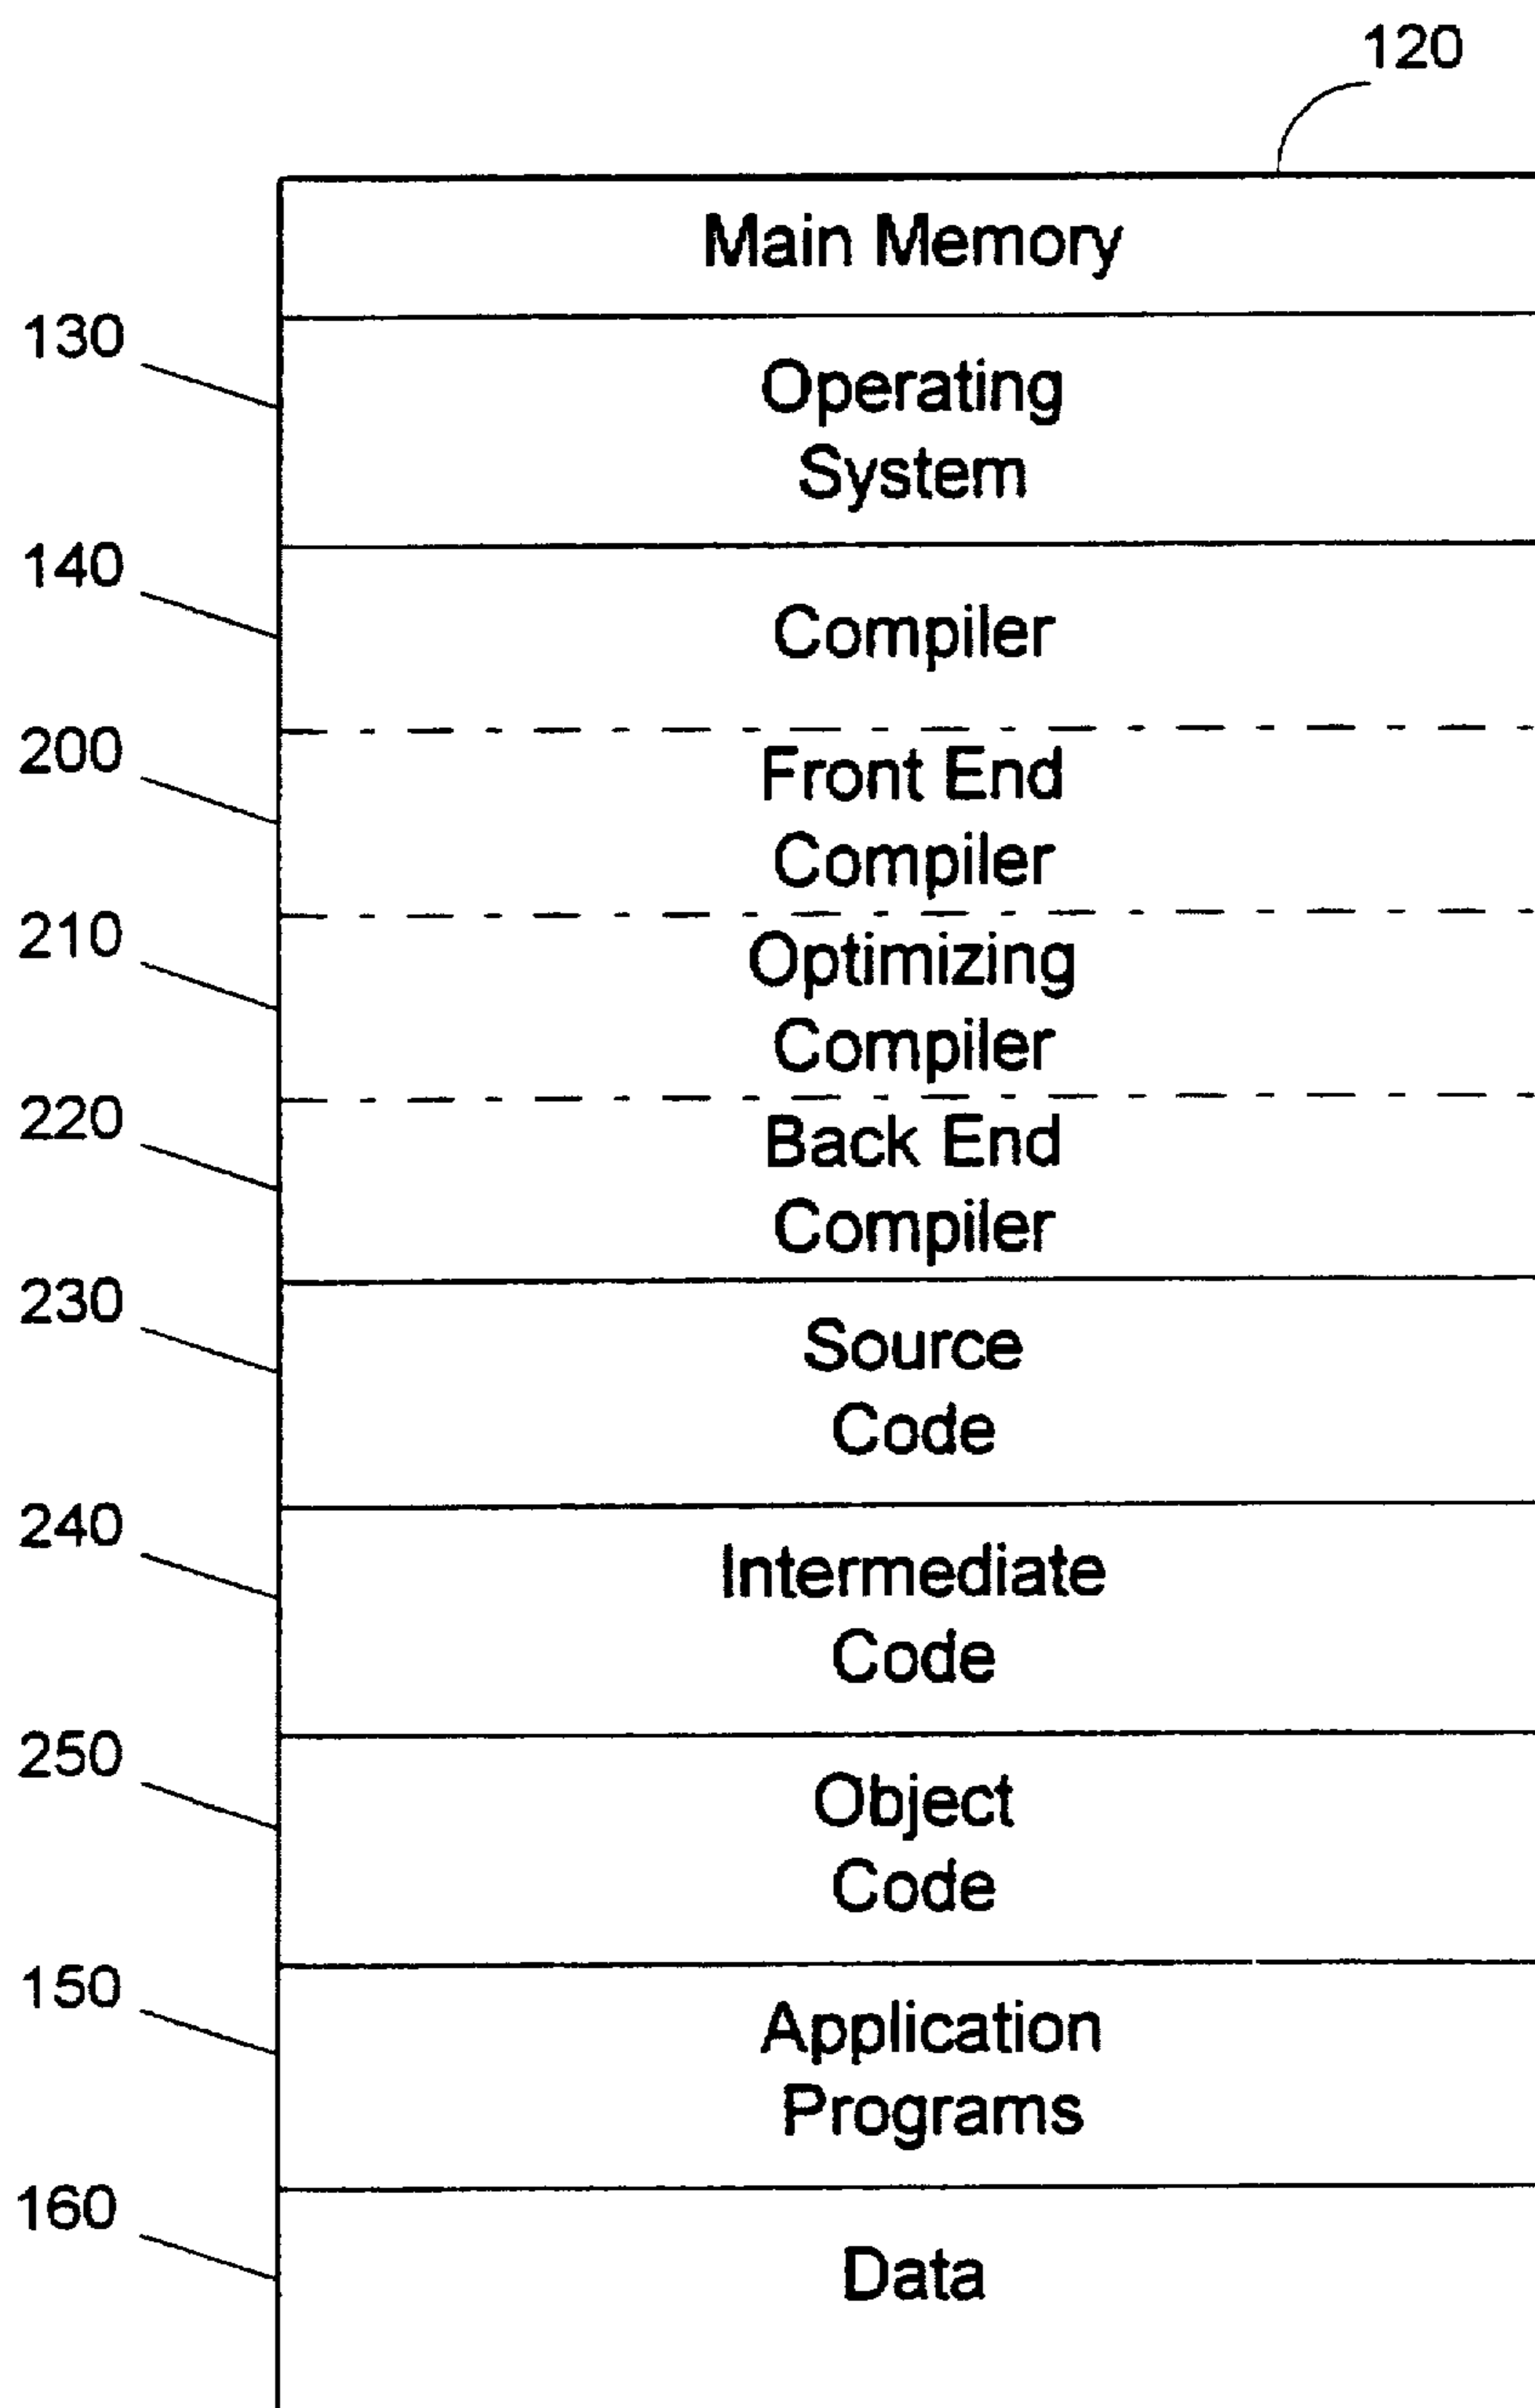 120
Main Memory
130
Operating
System
140
Compiler
200
Front End
Compiler
210
Optimizing
Compiler
220
Back End
Compiler
230
Source
Code
240
Intermediate
Code
250
Object
Code
150
Application
Programs
160
Data